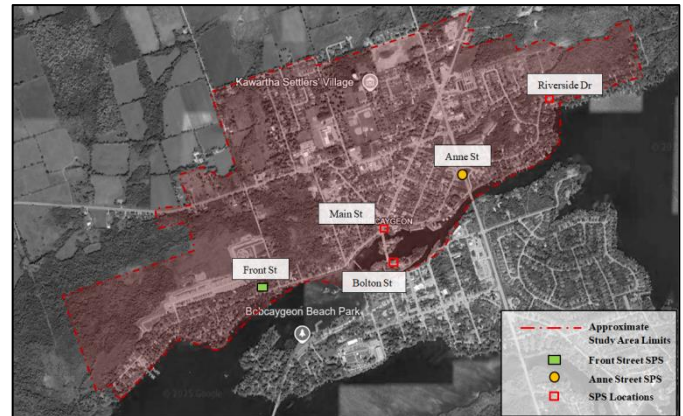 Kawartha Settlers' Village
Riverside Dr
Anne St
Main St
CAYGEON
Front St
Bolton St
Bobcaygeon Beach Park
Approximate
Study Area Limits
Front Street SPS
Anne Street SPS
SPS Locations